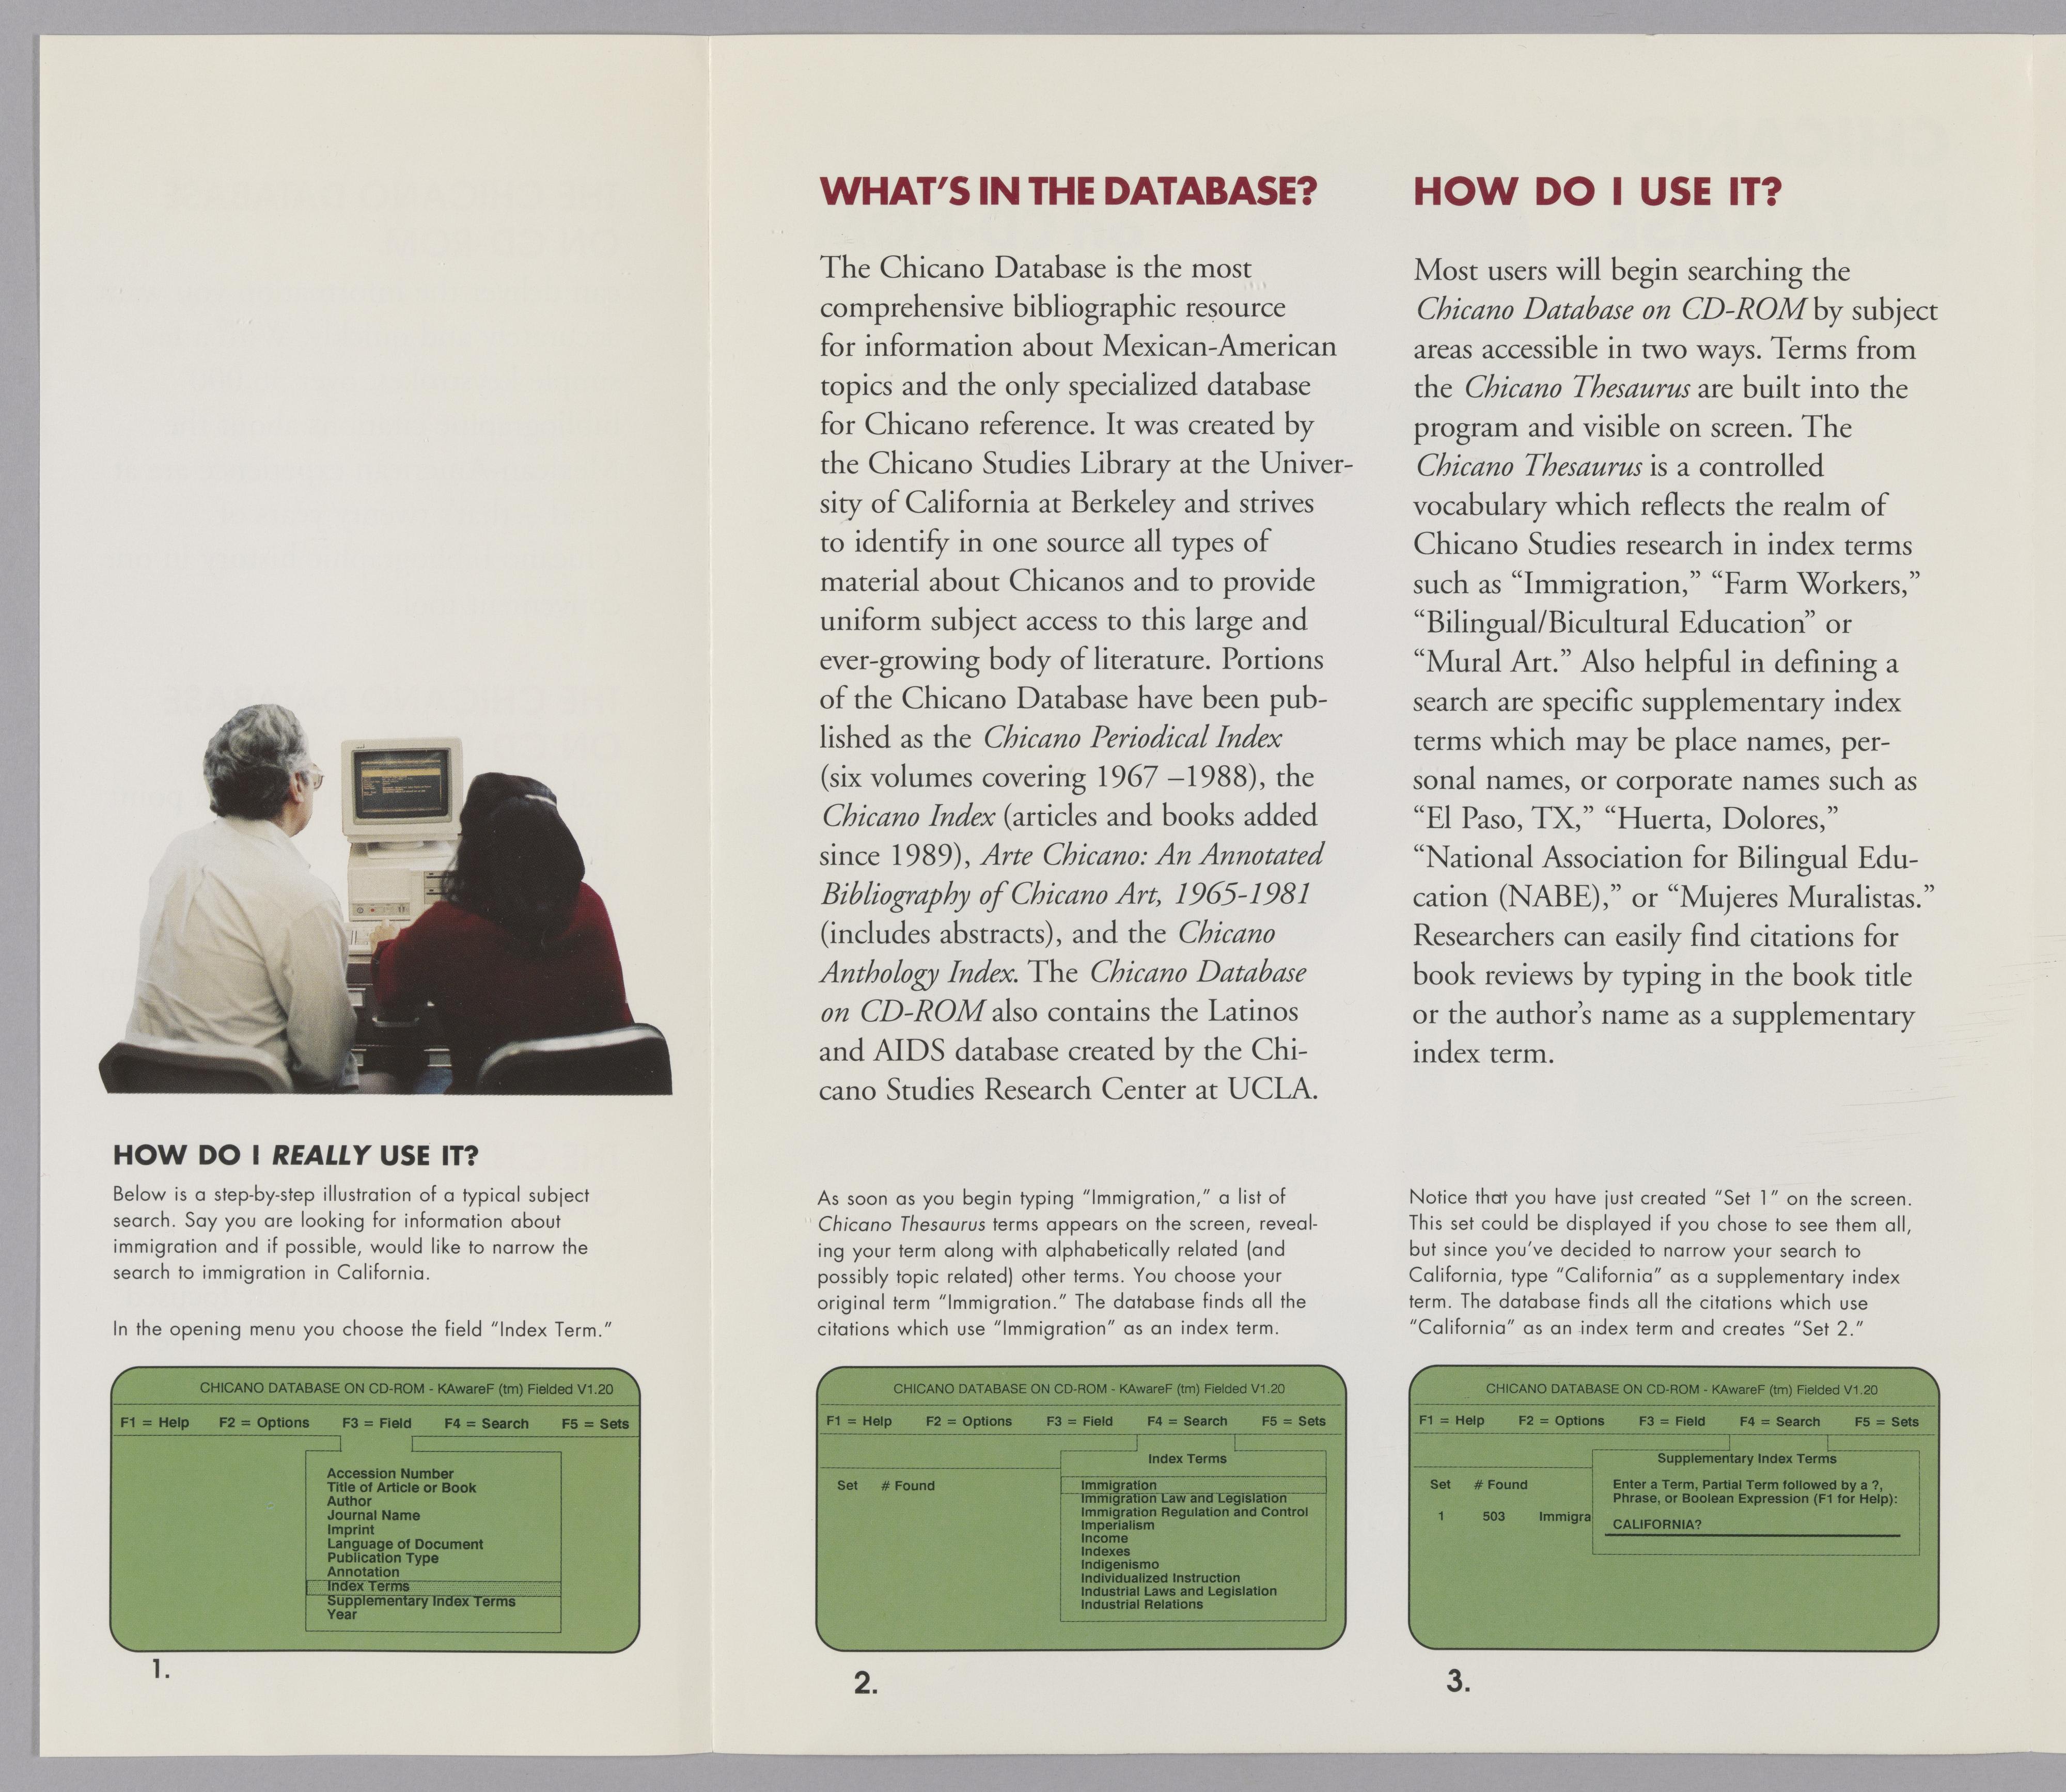 HOW DO I REALLY USE IT?
Below is a step-by-step illustration of a typical subject
search. Say you are looking for information about
immigration and if possible, would like to narrow the
search to immigration in California.
In the opening menu you choose the field “Index Term.”
CHICANO DATABASE ON CD-ROM - KAwareF (tm) Fielded V1.20
F1 = Help F2 = Options F3 = Field F4 = Search F5 = Sets
Accession Number
Title of Article or Book
Author
Journal Name
Imprint
Language of Document
Publication Type
Annotation
Index Terms
Supplementary Index Terms
Year
1.
WHAT’S IN THE DATABASE?
The Chicano Database is the most
comprehensive bibliographic resource
for information about Mexican-American
topics and the only specialized database
for Chicano reference. It was created by
the Chicano Studies Library at the Univer-
sity of California at Berkeley and strives
to identify in one source all types of
material about Chicanos and to provide
uniform subject access to this large and
ever-growing body of literature. Portions
of the Chicano Database have been pub-
lished as the Chicano Periodical Index
(six volumes covering 1967 –1988), the
Chicano Index (articles and books added
since 1989), Arte Chicano: An Annotated
Bibliography of Chicano Art, 1965-1981
(includes abstracts), and the Chicano
Anthology Index. The Chicano Database
on CD-ROM also contains the Latinos
and AIDS database created by the Chi-
cano Studies Research Center at UCLA.
As soon as you begin typing “Immigration,” a list of
Chicano Thesaurus terms appears on the screen, reveal-
ing your term along with alphabetically related (and
possibly topic related) other terms. You choose your
original term “Immigration.” The database finds all the
citations which use “Immigration” as an index term.
CHICANO DATABASE ON CD-ROM - KAwareF (tm) Fielded V1.20
F1 = Help F2 = Options F3 = Field F4 = Search F5 = Sets
Index Terms
Set # Found
Immigration
Immigration Law and Legislation
Immigration Regulation and Control
Imperialism
Income
Indexes
Indigenismo
Individualized Instruction
Industrial Laws and Legislation
Industrial Relations
2.
HOW DO I USE IT?
Most users will begin searching the
Chicano Database on CD-ROM by subject
areas accessible in two ways. Terms from
the Chicano Thesaurus are built into the
program and visible on screen. The
Chicano Thesaurus is a controlled
vocabulary which reflects the realm of
Chicano Studies research in index terms
such as “Immigration,” “Farm Workers,”
“Bilingual/Bicultural Education” or
“Mural Art.” Also helpful in defining a
search are specific supplementary index
terms which may be place names, per-
sonal names, or corporate names such as
“El Paso, TX,” “Huerta, Dolores,”
“National Association for Bilingual Edu-
cation (NABE),” or “Mujeres Muralistas.”
Researchers can easily find citations for
book reviews by typing in the book title
or the author’s name as a supplementary
index term.
Notice that you have just created “Set 1” on the screen.
This set could be displayed if you chose to see them all,
but since you’ve decided to narrow your search to
California, type “California” as a supplementary index
term. The database finds all the citations which use
“California” as an index term and creates “Set 2.”
CHICANO DATABASE ON CD-ROM - KAwareF (tm) Fielded V1.20
F1 = Help F2 = Options F3 = Field F4 = Search F5 = Sets
Supplementary Index Terms
Set # Found
Enter a Term, Partial Term followed by a ?,
Phrase, or Boolean Expression (F1 for Help):
1 503 Immigra
CALIFORNIA?
3.